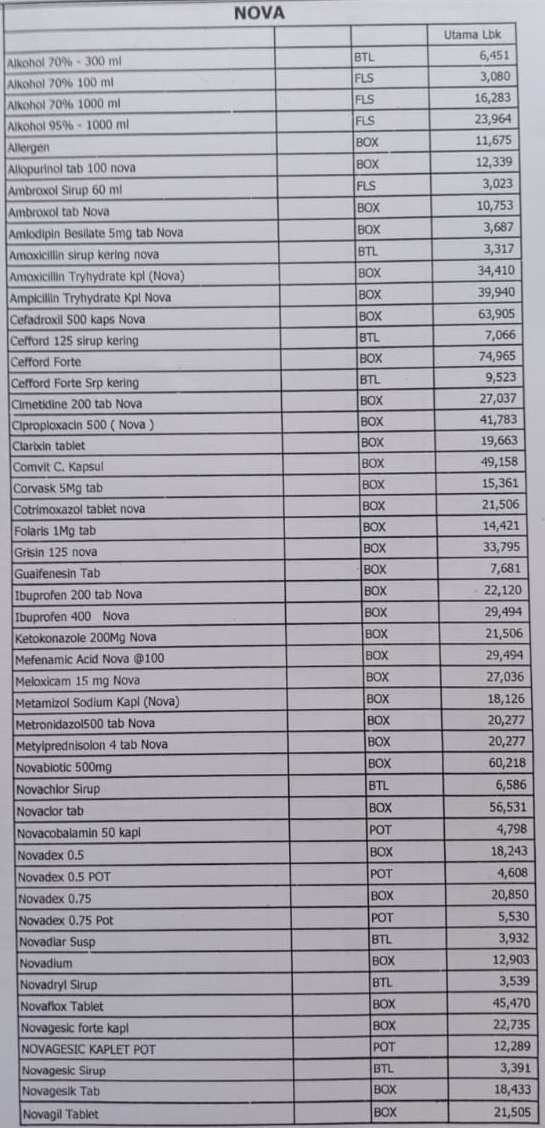 NOVA
Utama Lbk
Alkohol 70% - 300 ml BTL 6,451
Alkohol 70% 100 ml FLS 3,080
Alkohol 70% 1000 ml FLS 16,283
Alkohol 95% - 1000 ml FLS 23,964
Allergen BOX 11,675
Allopurinol tab 100 nova BOX 12,339
Ambroxol Sirup 60 ml FLS 3,023
Ambroxol tab Nova BOX 10,753
Amlodipin Besilate 5mg tab Nova BOX 3,687
Amoxicillin sirup kering nova BTL 3,317
Amoxicillin Tryhydrate kpl (Nova) BOX 34,410
Ampicillin Tryhydrate Kpl Nova BOX 39,940
Cefadroxil 500 kaps Nova BOX 63,905
Cefford 125 sirup kering BTL 7,066
Cefford Forte BOX 74,965
Cefford Forte Srp kering BTL 9,523
Cimetidine 200 tab Nova BOX 27,037
Ciproploxacin 500 ( Nova ) BOX 41,783
Clarixin tablet BOX 19,663
Comvit C. Kapsul BOX 49,158
Corvask 5Mg tab BOX 15,361
Cotrimoxazol tablet nova BOX 21,506
Folaris 1Mg tab BOX 14,421
Grisin 125 nova BOX 33,795
Guaifenesin Tab BOX 7,681
Ibuprofen 200 tab Nova BOX 22,120
Ibuprofen 400 Nova BOX 29,494
Ketokonazole 200Mg Nova BOX 21,506
Mefenamic Acid Nova @100 BOX 29,494
Meloxicam 15 mg Nova BOX 27,036
Metamizol Sodium Kapl (Nova) BOX 18,126
Metronidazol500 tab Nova BOX 20,277
Metylprednisolon 4 tab Nova BOX 20,277
Novabiotic 500mg BOX 60,218
Novachlor Sirup BTL 6,586
Novaclor tab BOX 56,531
Novacobalamin 50 kapl POT 4,798
Novadex 0.5 BOX 18,243
Novadex 0.5 POT POT 4,608
Novadex 0.75 BOX 20,850
Novadex 0.75 Pot POT 5,530
Novadiar Susp BTL 3,932
Novadium BOX 12,903
Novadryl Sirup BTL 3,539
Novaflox Tablet BOX 45,470
Novagesic forte kapl BOX 22,735
NOVAGESIC KAPLET POT POT 12,289
Novagesic Sirup BTL 3,391
Novagesik Tab BOX 18,433
Novagil Tablet BOX 21,505